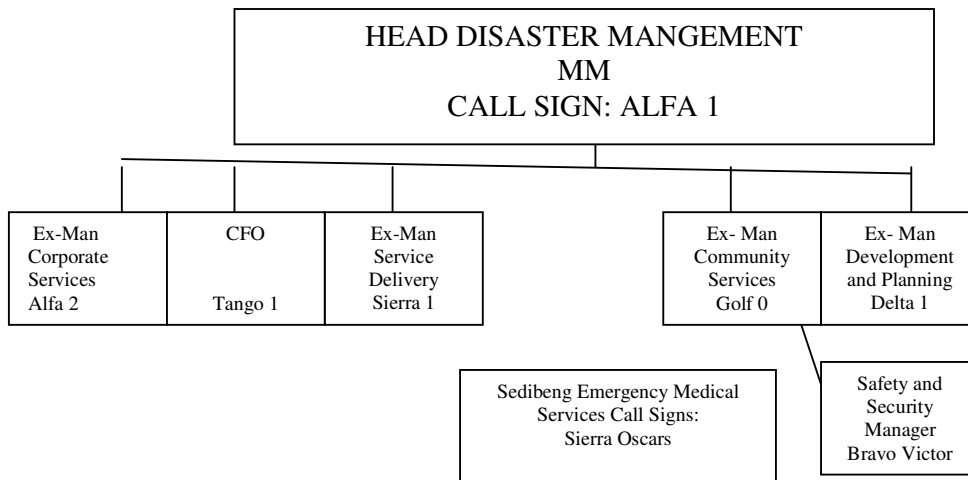 HEAD DISASTER MANGEMENT
MM
CALL SIGN: ALFA 1
Ex-Man
Corporate
Services
Alfa 2
CFO
Tango 1
Ex-Man
Service
Delivery
Sierra 1
Ex- Man
Community
Services
Golf 0
Ex- Man
Development
and Planning
Delta 1
Sedibeng Emergency Medical
Services Call Signs:
Sierra Oscars
Safety and
Security
Manager
Bravo Victor